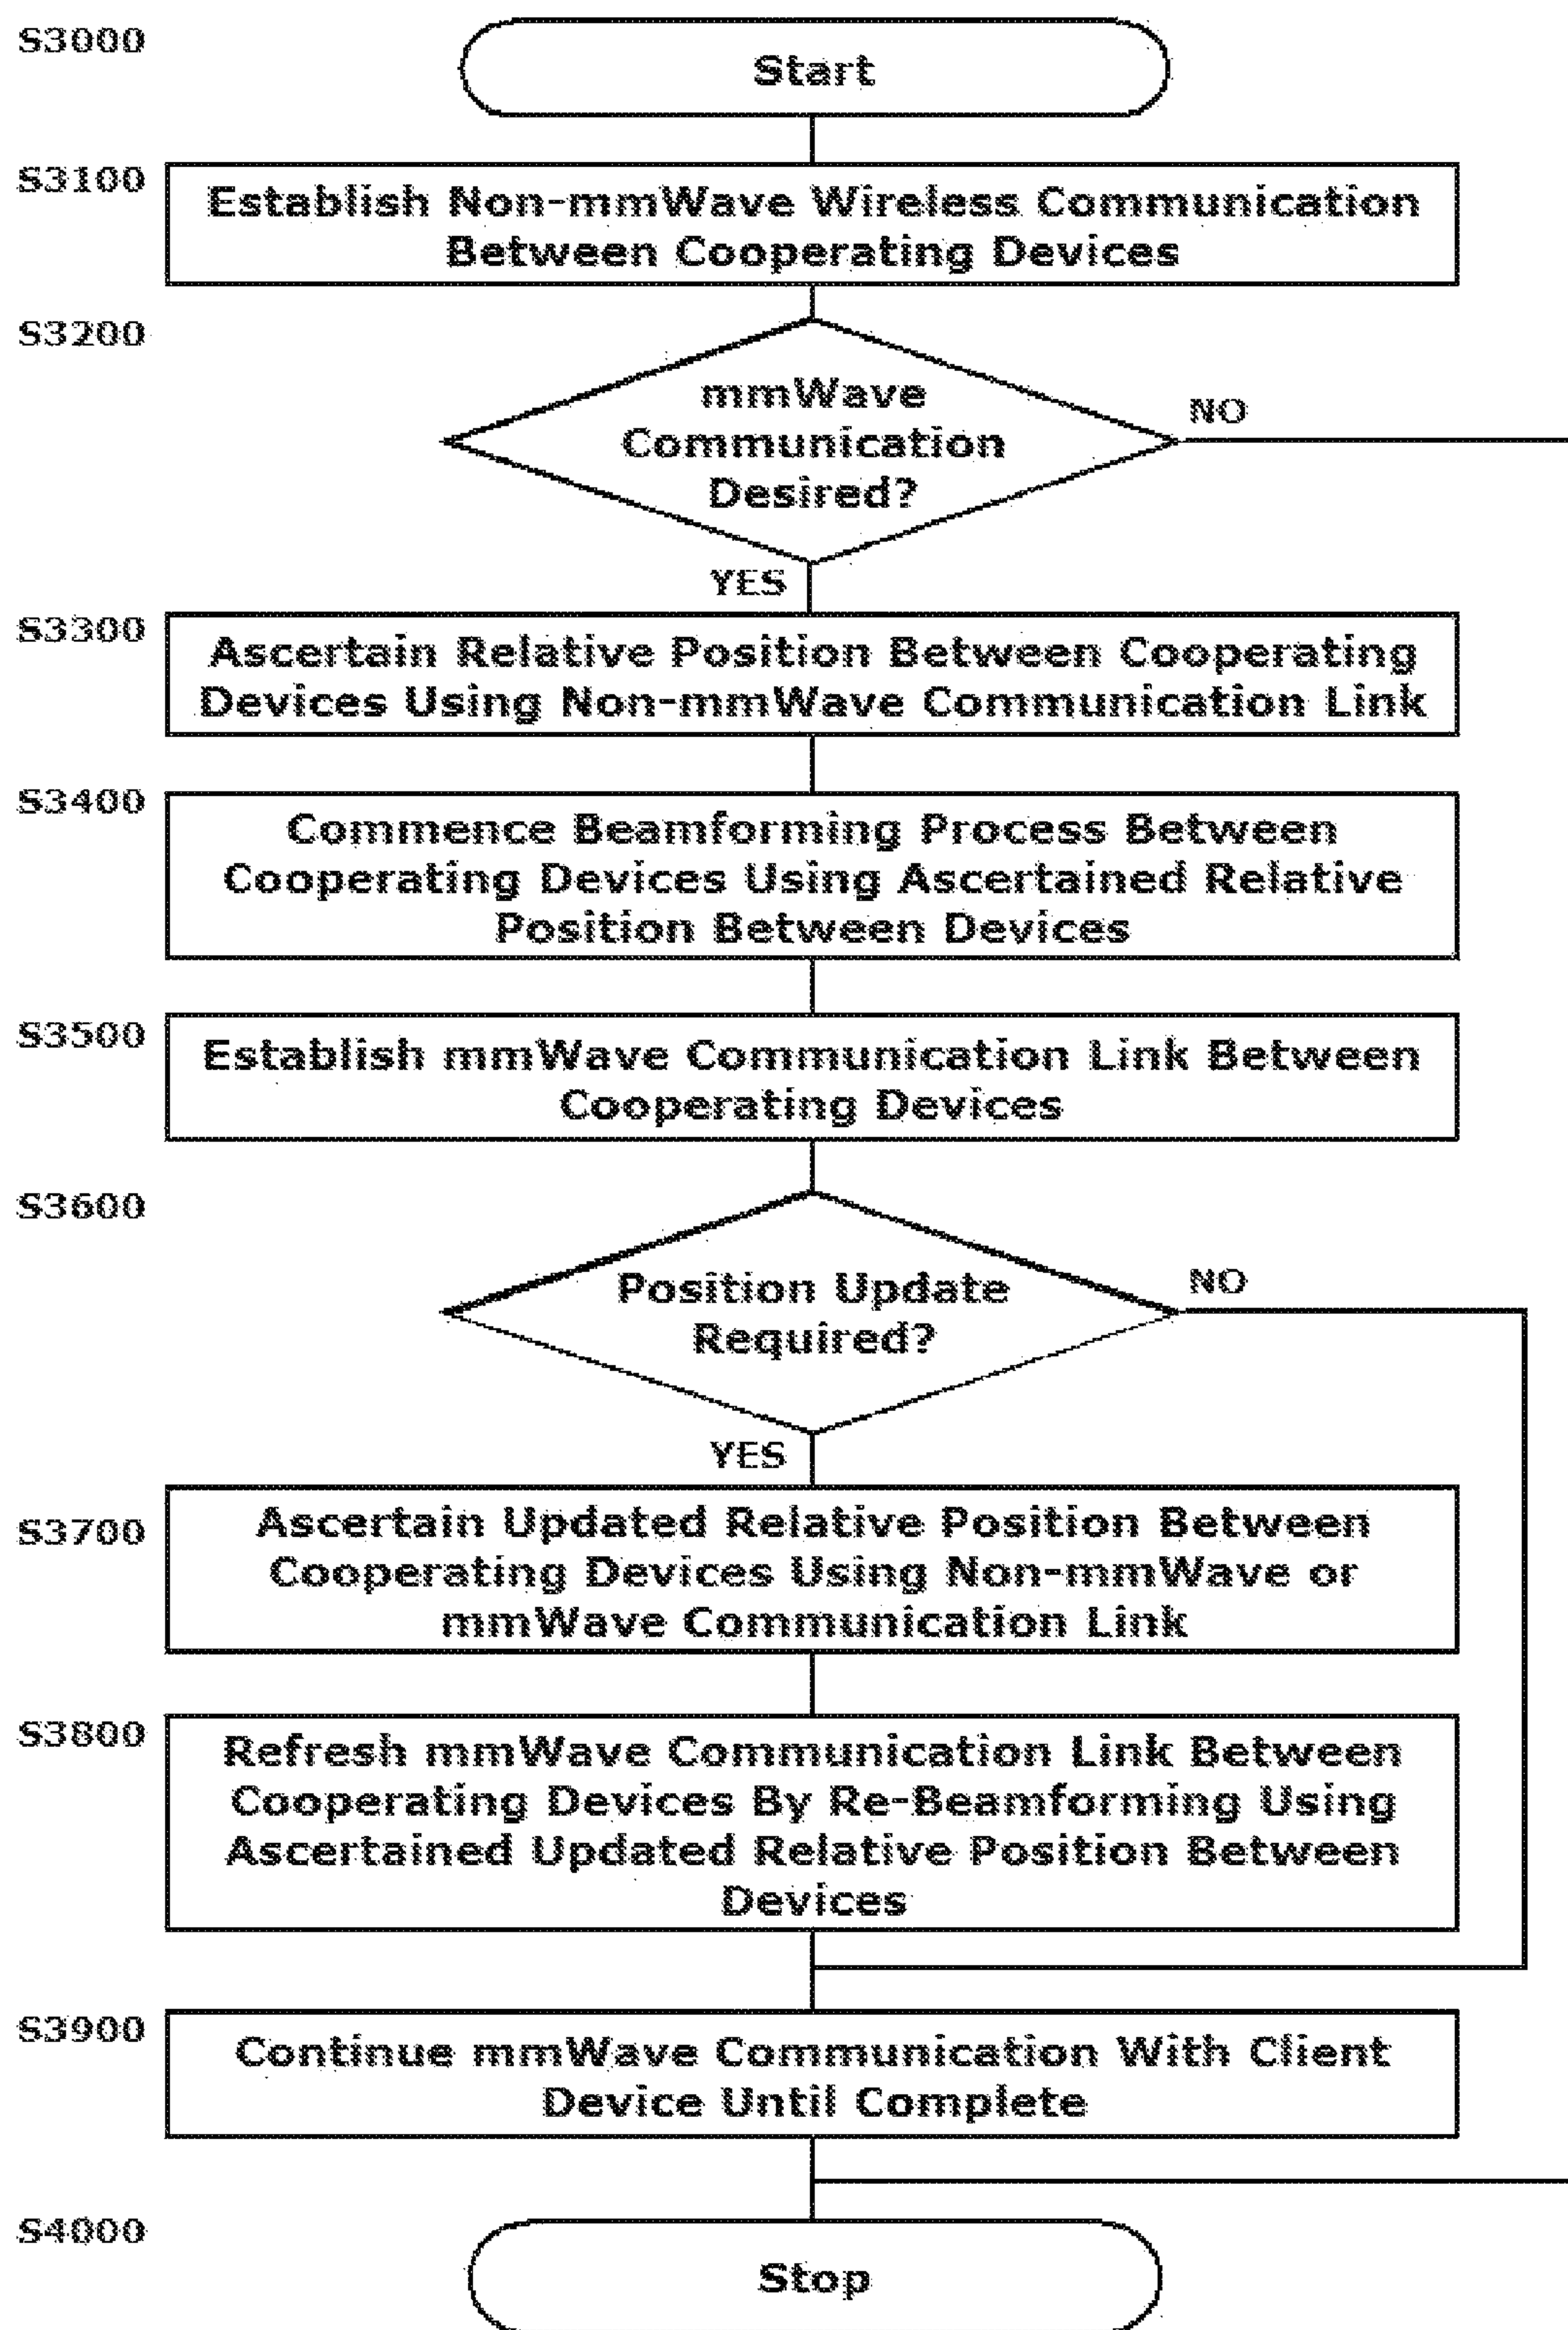 S3000
Start
S3100
Establish Non-mmWave Wireless Communication
Between Cooperating Devices
S3200
mmWave
Communication
Desired?
NO
YES
S3300
Ascertain Relative Position Between Cooperating
Devices Using Non-mmWave Communication Link
S3400
Commence Beamforming Process Between
Cooperating Devices Using Ascertained Relative
Position Between Devices
S3500
Establish mmWave Communication Link Between
Cooperating Devices
S3600
Position Update
Required?
NO
YES
S3700
Ascertain Updated Relative Position Between
Cooperating Devices Using Non-mmWave or
mmWave Communication Link
S3800
Refresh mmWave Communication Link Between
Cooperating Devices By Re-Beamforming Using
Ascertained Updated Relative Position Between
Devices
S3900
Continue mmWave Communication With Client
Device Until Complete
S4000
Stop